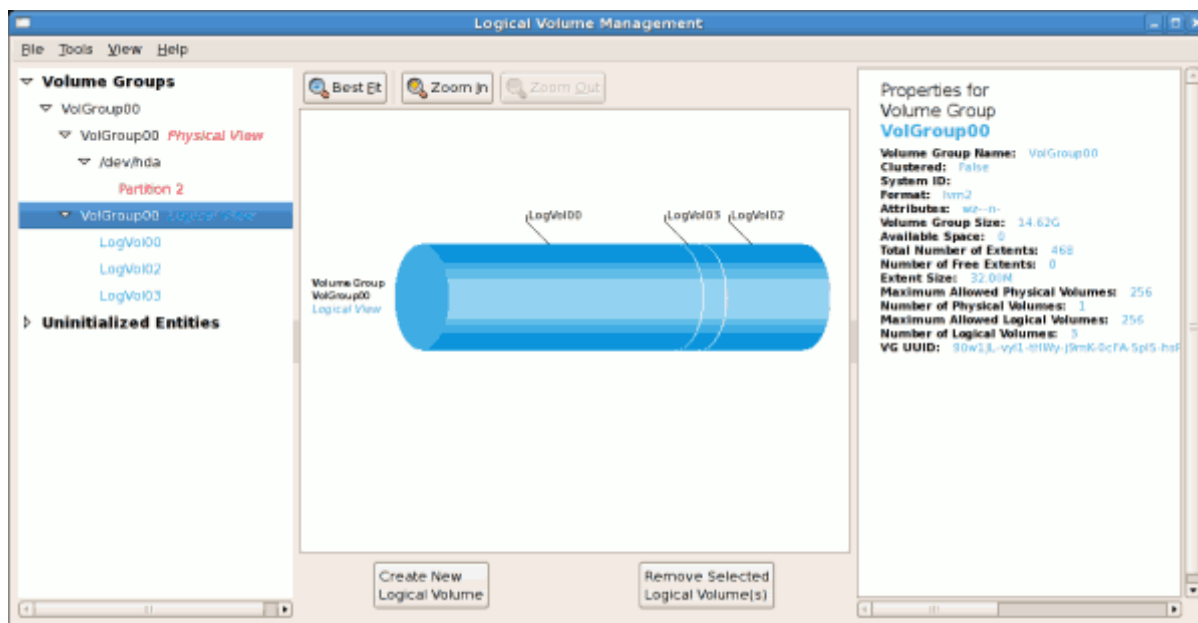 Logical Volume Management
File Tools View Help
Volume Groups
VolGroup00
VolGroup00 Physical View
/dev/hda
Partition 2
VolGroup00 Logical View
LogVol00
LogVol02
LogVol03
Uninitialized Entities
Best Fit
Zoom In
Zoom Out
LogVol00
LogVol03
LogVol02
Volume Group
VolGroup00
Logical View
Create New
Logical Volume
Remove Selected
Logical Volume(s)
Properties for
Volume Group
VolGroup00
Volume Group Name: VolGroup00
Clustered: False
System ID:
Format: lvm2
Attributes: wz--n-
Volume Group Size: 14.62G
Available Space: 0
Total Number of Extents: 468
Number of Free Extents: 0
Extent Size: 32.00M
Maximum Allowed Physical Volumes: 256
Number of Physical Volumes: 1
Maximum Allowed Logical Volumes: 256
Number of Logical Volumes: 3
VG UUID: